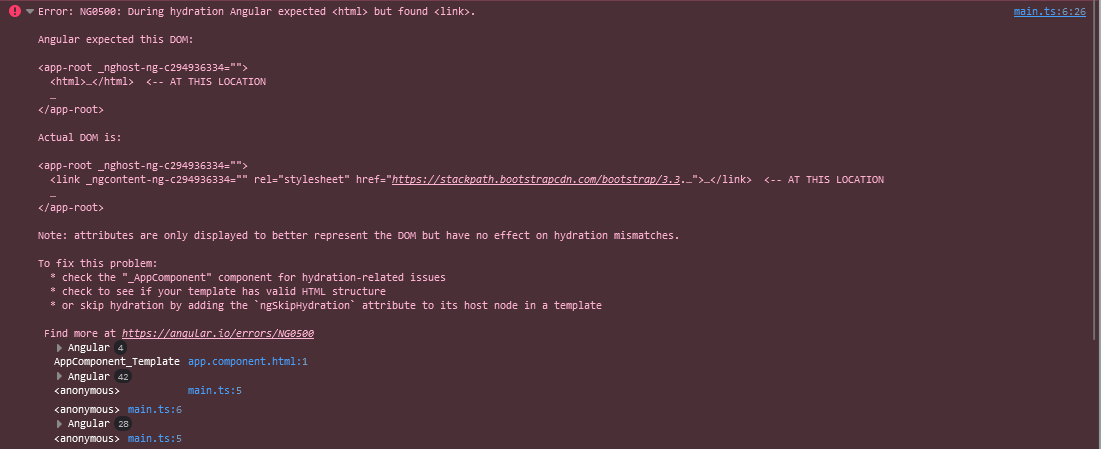 Error: NG0500: During hydration Angular expected <html> but found <link>. main.ts:6:26
Angular expected this DOM:
<app-root _nghost-ng-c294936334="">
<html>…</html> <-- AT THIS LOCATION
…
</app-root>
Actual DOM is:
<app-root _nghost-ng-c294936334="">
<link _ngcontent-ng-c294936334="" rel="stylesheet" href="https://stackpath.bootstrapcdn.com/bootstrap/3.3.…">…</link> <-- AT THIS LOCATION
…
</app-root>
Note: attributes are only displayed to better represent the DOM but have no effect on hydration mismatches.
To fix this problem:
* check the "_AppComponent" component for hydration-related issues
* check to see if your template has valid HTML structure
* or skip hydration by adding the `ngSkipHydration` attribute to its host node in a template
Find more at https://angular.io/errors/NG0500
Angular 4
AppComponent_Template app.component.html:1
Angular 42
<anonymous> main.ts:5
<anonymous> main.ts:6
Angular 28
<anonymous> main.ts:5